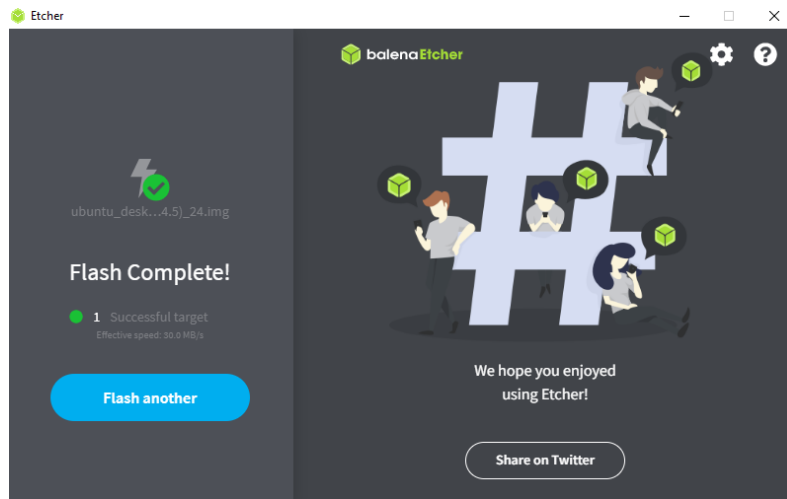 Etcher
balenaEtcher
ubuntu_desk...4.5)_24.img
Flash Complete!
1 Successful target
Effective speed: 30.0 MB/s
Flash another
We hope you enjoyed
using Etcher!
Share on Twitter